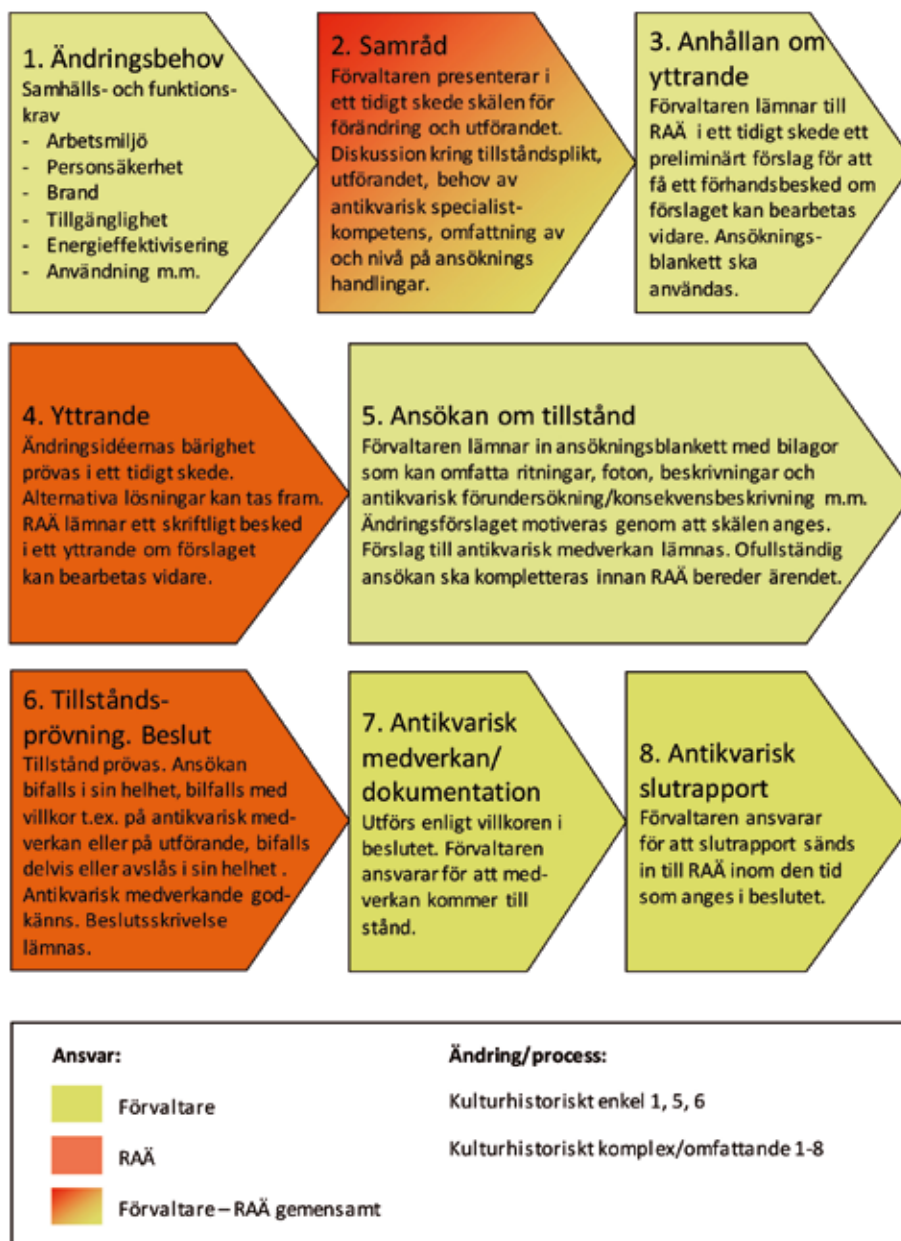 1. Ändringsbehov
Samhälls- och funktions-
krav
- Arbetsmiljö
- Personsäkerhet
- Brand
- Tillgänglighet
- Energieffektivisering
- Användning m.m.
2. Samråd
Förvaltaren presenterar i
ett tidigt skede skälen för
förändring och utförandet.
Diskussion kring tillståndsplikt,
utförandet, behov av
antikvarisk specialist-
kompetens, omfattning av
och nivå på ansöknings
handlingar.
3. Anhållan om
yttrande
Förvaltaren lämnar till
RAÄ i ett tidigt skede ett
preliminärt förslag för att
få ett förhandsbesked om
förslaget kan bearbetas
vidare. Ansöknings-
blankett ska
användas.
4. Yttrande
Ändringsidéernas bärighet
prövas i ett tidigt skede.
Alternativa lösningar kan tas fram.
RAÄ lämnar ett skriftligt besked
i ett yttrande om förslaget
kan bearbetas vidare.
5. Ansökan om tillstånd
Förvaltaren lämnar in ansökningsblankett med bilagor
som kan omfatta ritningar, foton, beskrivningar och
antikvarisk förundersökning/konsekvensbeskrivning m.m.
Ändringsförslaget motiveras genom att skälen anges.
Förslag till antikvarisk medverkan lämnas. Ofullständig
ansökan ska kompletteras innan RAÄ bereder ärendet.
6. Tillstånds-
prövning. Beslut
Tillstånd prövas. Ansökan
bifalls i sin helhet, bilfalls med
villkor t.ex. på antikvarisk med-
verkan eller på utförande, bifalls
delvis eller avslås i sin helhet .
Antikvarisk medverkande god-
känns. Beslutsskrivelse
lämnas.
7. Antikvarisk
medverkan/
dokumentation
Utförs enligt villkoren i
beslutet. Förvaltaren
ansvarar för att med-
verkan kommer till
stånd.
8. Antikvarisk
slutrapport
Förvaltaren ansvarar
för att slutrapport sänds
in till RAÄ inom den tid
som anges i beslutet.
Ansvar:
Förvaltare
RAÄ
Förvaltare – RAÄ gemensamt
Ändring/process:
Kulturhistoriskt enkel 1, 5, 6
Kulturhistoriskt komplex/omfattande 1-8